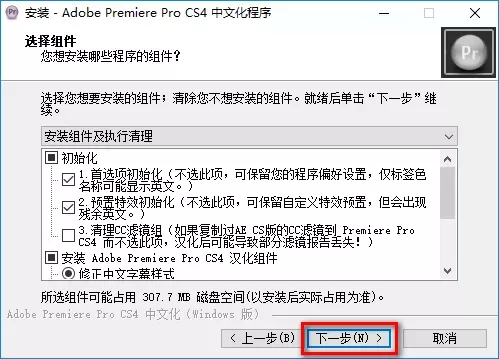 安装 - Adobe Premiere Pro CS4 中文化程序
选择组件
您想安装哪些程序的组件?
Pr
选择您想要安装的组件；清除您不想安装的组件。就绪后单击“下一步”继
续。
安装组件及执行清理
初始化
1.首选项初始化(不选此项，可保留您的程序偏好设置，仅标签色
名称可能显示英文。)
2.预置特效初始化(不选此项，可保留自定义特效预置，但会出现
残余英文。)
3.清理CC滤镜组(如果复制过AE CS版的CC滤镜到 Premiere Pro
CS4 而不选此项，汉化后可能导致部分滤镜报告丢失!)
安装 Adobe Premiere Pro CS4 汉化组件
修正中文字幕样式
所选组件可能占用 307.7 MB 磁盘空间(以安装后实际占用为准)。
Adobe Premiere Pro CS4 中文化(Windows 版)
< 上一步(B)
下一步(N) >
取消